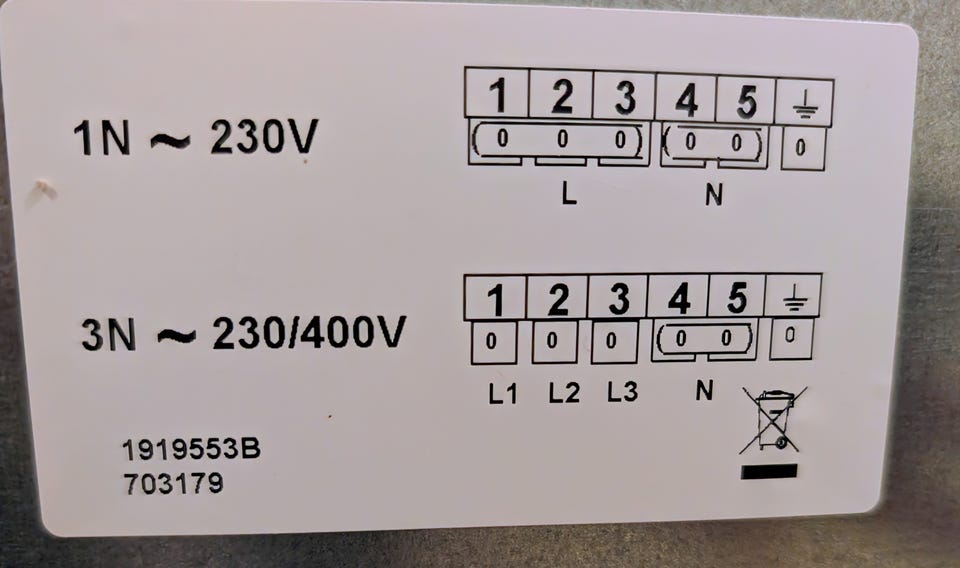 1 2 3 4 5 ⏚
1N ~ 230V
0 0 0 0 0 0
L N
1 2 3 4 5 ⏚
3N ~ 230/400V
0 0 0 0 0 0
L1 L2 L3 N
1919553B
703179